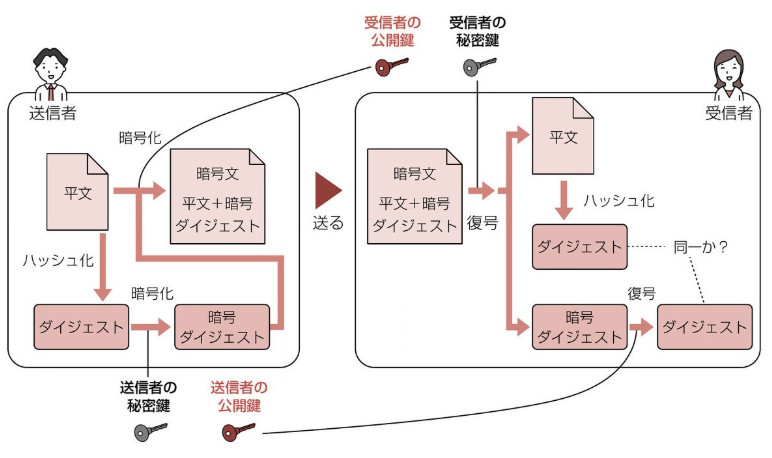 受信者の
公開鍵
受信者の
秘密鍵
送信者
受信者
暗号化
平文
暗号文
平文＋暗号
ダイジェスト
ハッシュ化
暗号化
ダイジェスト
暗号
ダイジェスト
送る
暗号文
平文＋暗号
ダイジェスト
復号
平文
ハッシュ化
ダイジェスト
同一か？
復号
暗号
ダイジェスト
ダイジェスト
送信者の
秘密鍵
送信者の
公開鍵